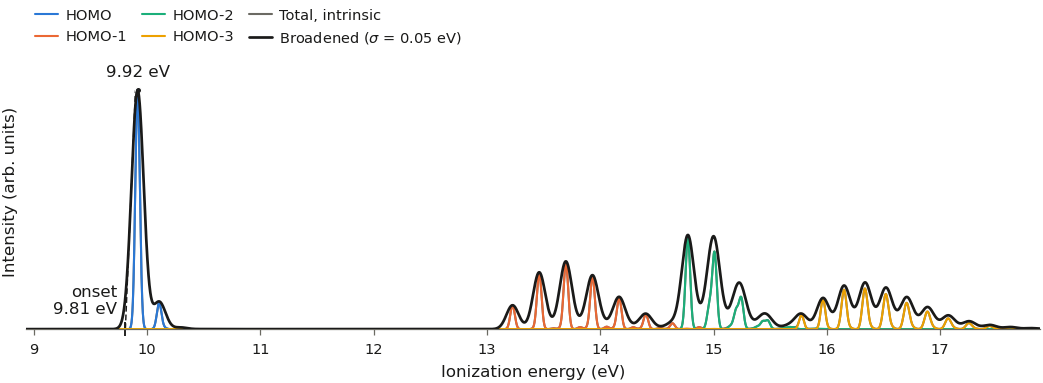 HOMO
HOMO-1
HOMO-2
HOMO-3
Total, intrinsic
Broadened (σ = 0.05 eV)
9.92 eV
onset
9.81 eV
Intensity (arb. units)
9 10 11 12 13 14 15 16 17
Ionization energy (eV)